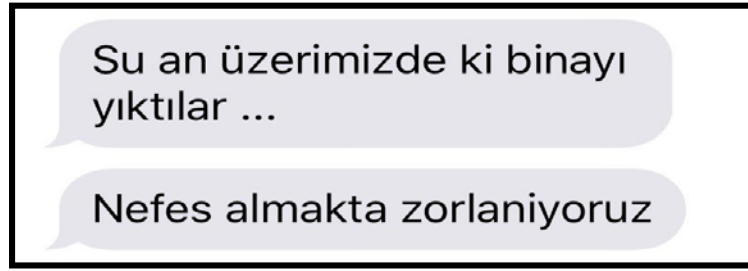 Su an üzerimizde ki binayı
yıktılar ...
Nefes almakta zorlaniyoruz